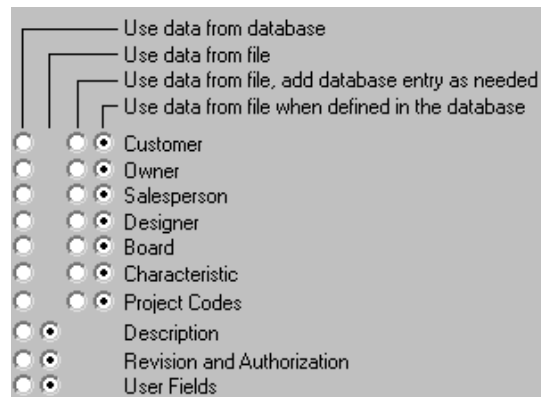 Use data from database
Use data from file
Use data from file, add database entry as needed
Use data from file when defined in the database
Customer
Owner
Salesperson
Designer
Board
Characteristic
Project Codes
Description
Revision and Authorization
User Fields